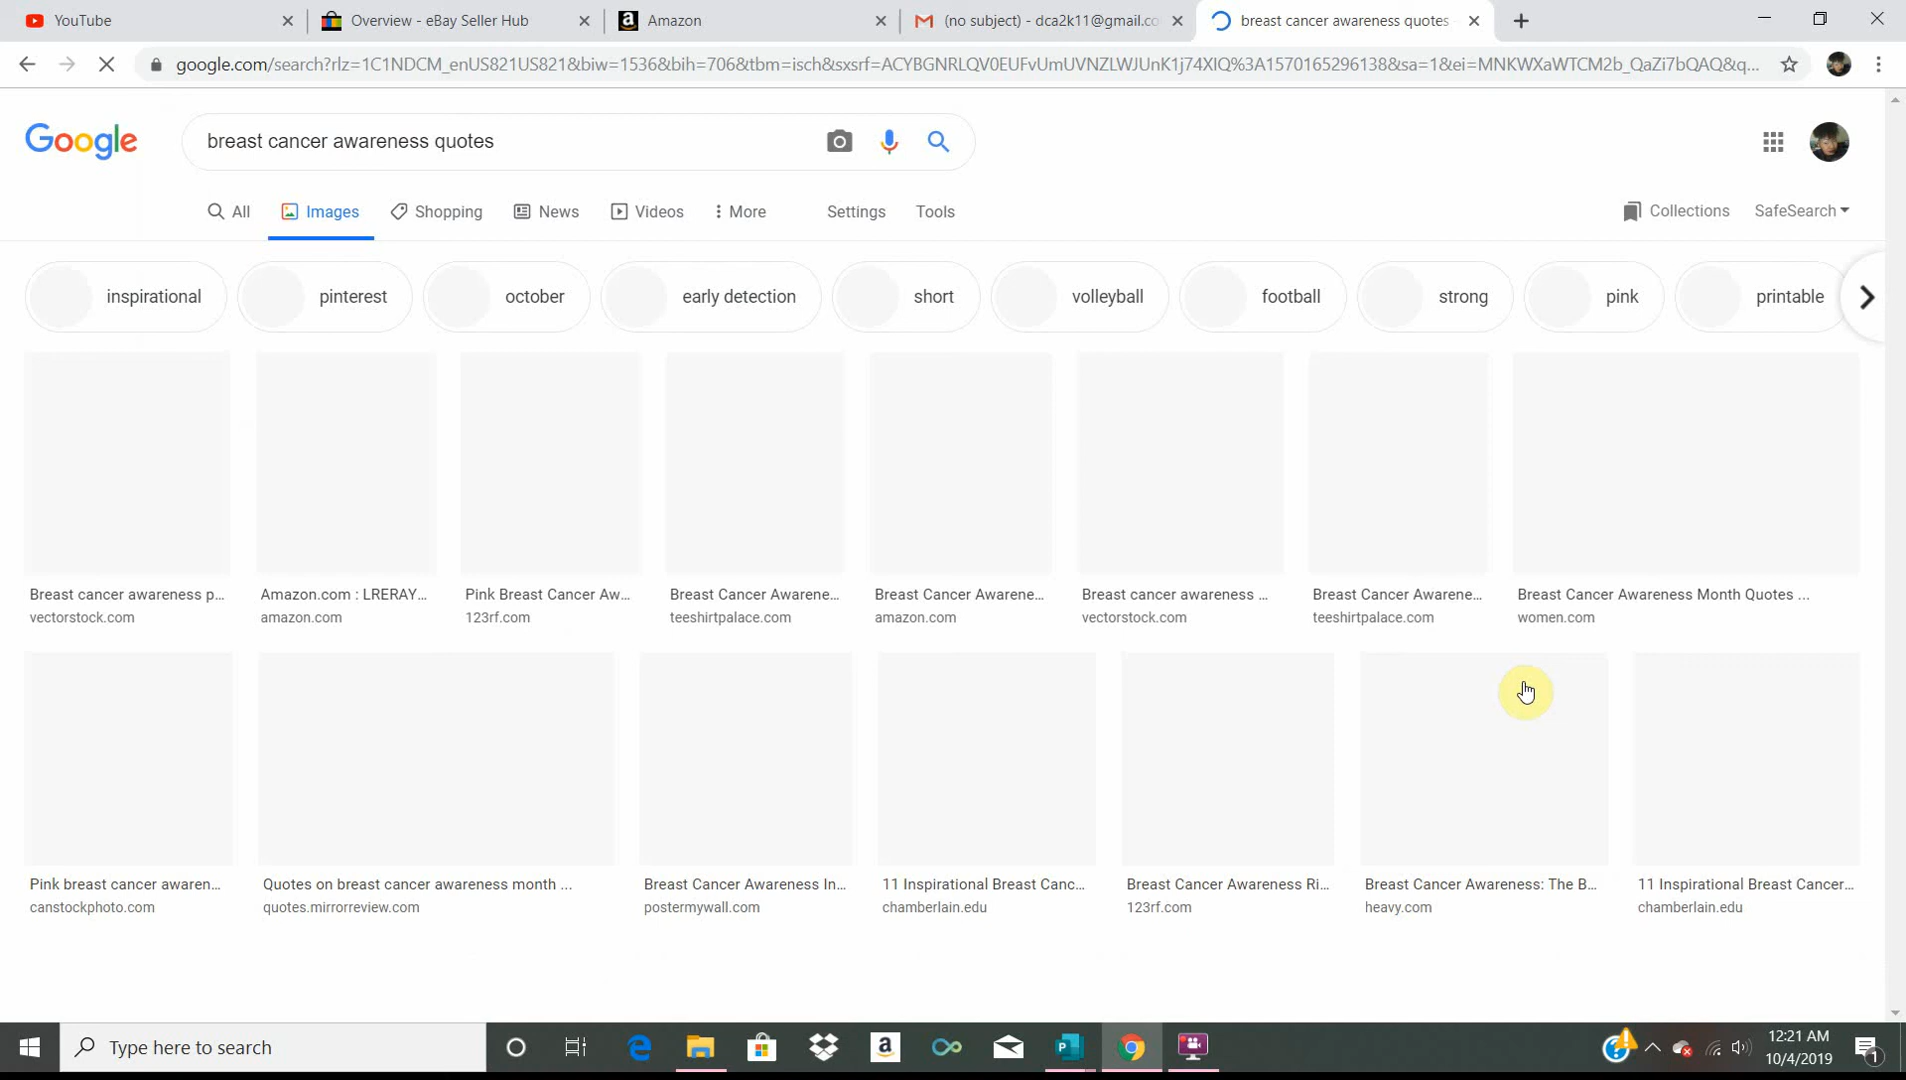 YouTube
Overview - eBay Seller Hub
Amazon
(no subject) - dca2k11@gmail.co
breast cancer awareness quotes
google.com/search?rlz=1C1NDCM_enUS821US821&biw=1536&bih=706&tbm=isch&sxsrf=ACYBGNRLQV0EUFvUmUVNZLWJUnK1j74XIQ%3A1570165296138&sa=1&ei=MNKWXaWTCM2b_QaZi7bQAQ&q...
Google
breast cancer awareness quotes
All
Images
Shopping
News
Videos
More
Settings
Tools
Collections
SafeSearch
inspirational
pinterest
october
early detection
short
volleyball
football
strong
pink
printable
Breast cancer awareness p...
vectorstock.com
Amazon.com : LRERAY...
amazon.com
Pink Breast Cancer Aw...
123rf.com
Breast Cancer Awarene...
teeshirtpalace.com
Breast Cancer Awarene...
amazon.com
Breast cancer awareness ...
vectorstock.com
Breast Cancer Awarene...
teeshirtpalace.com
Breast Cancer Awareness Month Quotes ...
women.com
Pink breast cancer awaren...
canstockphoto.com
Quotes on breast cancer awareness month ...
quotes.mirrorreview.com
Breast Cancer Awareness In...
postermywall.com
11 Inspirational Breast Canc...
chamberlain.edu
Breast Cancer Awareness Ri...
123rf.com
Breast Cancer Awareness: The B...
heavy.com
11 Inspirational Breast Cancer...
chamberlain.edu
Type here to search
12:21 AM
10/4/2019
1